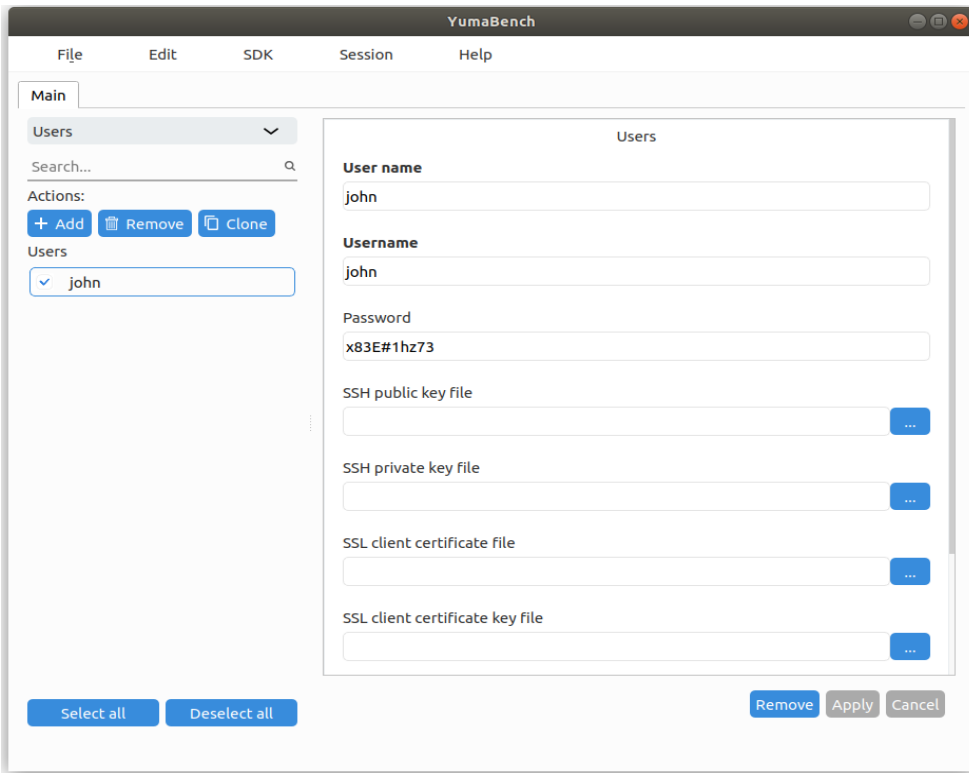 YumaBench
File Edit SDK Session Help
Main
Users
Search...
Actions:
+ Add Remove Clone
Users
john
Select all Deselect all
Users
User name
john
Username
john
Password
x83E#1hz73
SSH public key file
...
SSH private key file
...
SSL client certificate file
...
SSL client certificate key file
...
Remove Apply Cancel